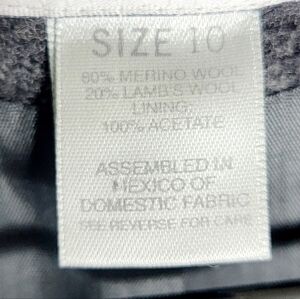 SIZE 10
80% MERINO WOOL
20% LAMB'S WOOL
LINING:
100% ACETATE
ASSEMBLED IN
MEXICO OF
DOMESTIC FABRIC
SEE REVERSE FOR CARE